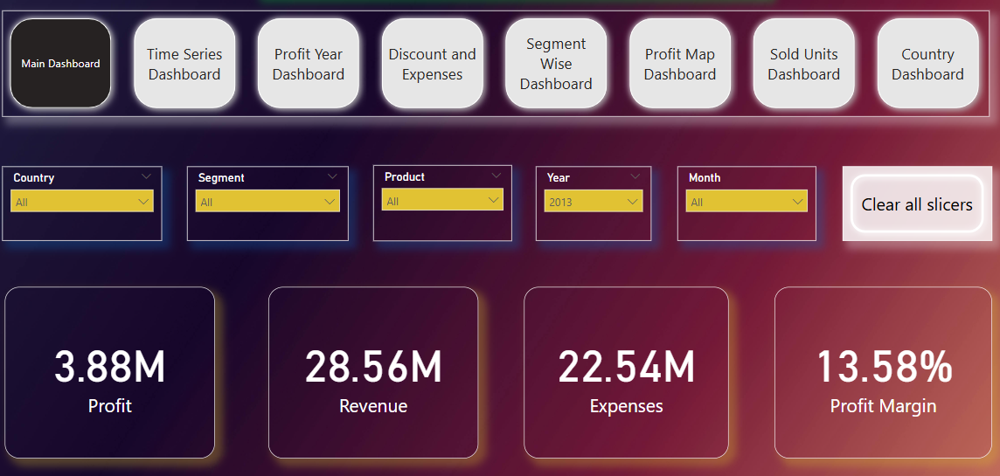 Main Dashboard
Time Series
Dashboard
Profit Year
Dashboard
Discount and
Expenses
Segment
Wise
Dashboard
Profit Map
Dashboard
Sold Units
Dashboard
Country
Dashboard
Country
All
Segment
All
Product
All
Year
2013
Month
All
Clear all slicers
3.88M
Profit
28.56M
Revenue
22.54M
Expenses
13.58%
Profit Margin